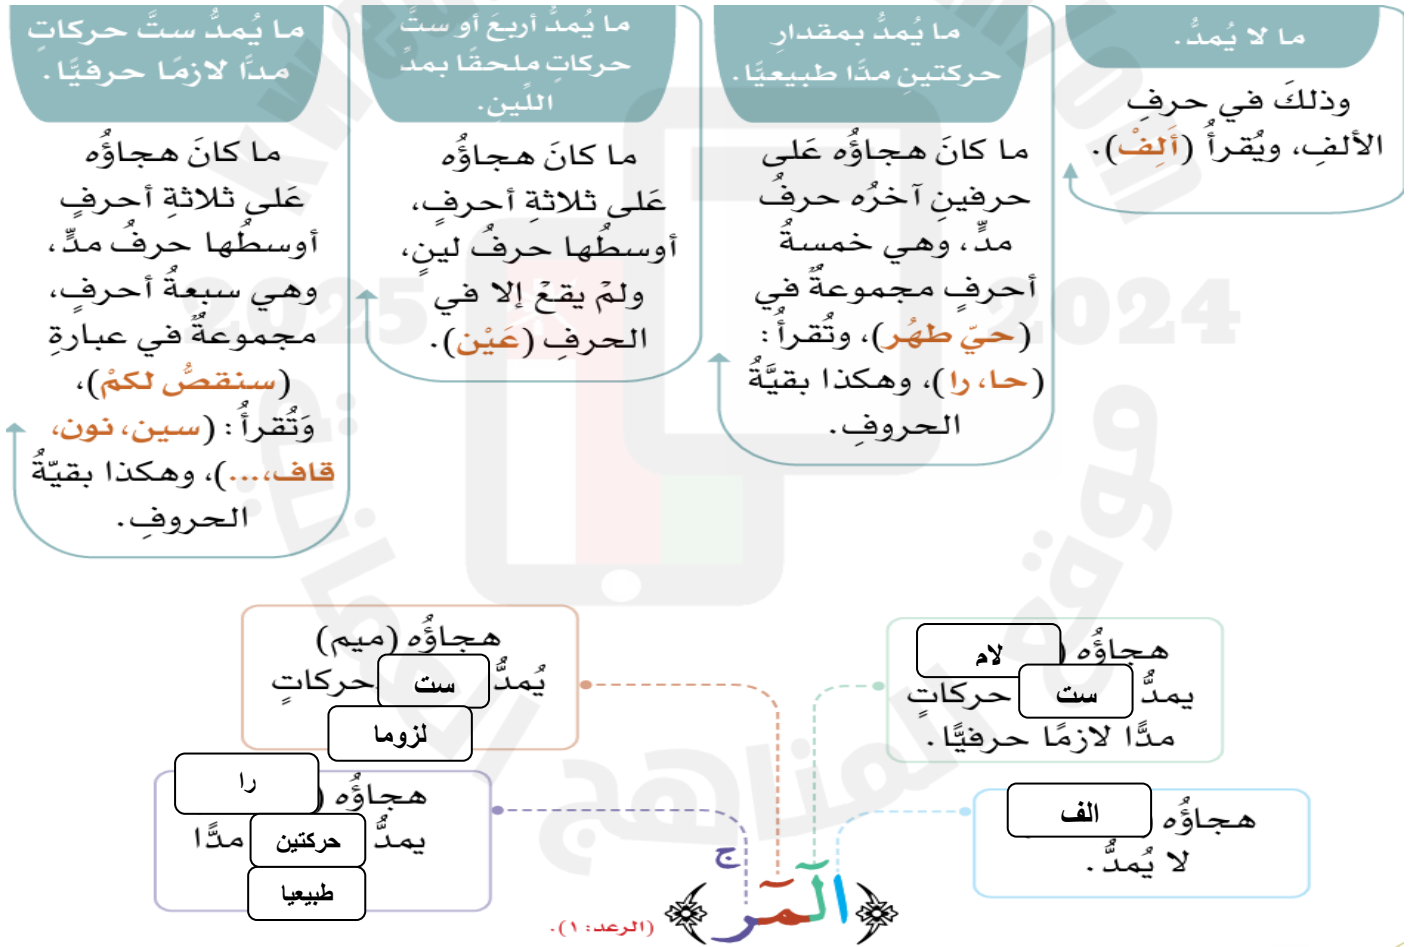 ما لا يُمدُّ.
وذلكَ في حرفِ
الألفِ، ويُقرأُ (أَلِفْ).
ما يُمدُّ بمقدارِ
حركتينِ مدًّا طبيعيًّا.
ما كانَ هجاؤُه عَلى
حرفينِ آخرُه حرفُ
مدٍّ، وهي خمسةُ
أحرفٍ مجموعةٌ في
(حيّ طهُر)، وتُقرأُ:
(حا، را)، وهكذا بقيَّةُ
الحروفِ.
ما يُمدُّ أربعَ أو ستَّ
حركاتٍ ملحقًا بمدِّ
اللِّينِ.
ما كانَ هجاؤُه
عَلى ثلاثةِ أحرفٍ،
أوسطُها حرفُ لينٍ،
ولمْ يقعْ إلا في
الحرفِ (عَيْن).
ما يُمدُّ ستَّ حركاتٍ
مدًّا لازمًا حرفيًّا.
ما كانَ هجاؤُه
عَلى ثلاثةِ أحرفٍ
أوسطُها حرفُ مدٍّ،
وهي سبعةُ أحرفٍ،
مجموعةٌ في عبارةِ
(سنقصُّ لكمْ)،
وَتُقرأُ: (سين، نون،
قاف،...)، وهكذا بقيّةُ
الحروفِ.
2024 2025
موقع المناهج العمانية
هجاؤُه ( لام
يمدُّ ست حركاتٍ
مدًّا لازمًا حرفيًّا.
هجاؤُه (ميم)
يُمدُّ ست حركاتٍ
لزوما
هجاؤُه الف
لا يُمدُّ.
هجاؤُه ( را
يمدُّ حركتين مدًّا
طبيعيا
﴿الٓمٓرۚ﴾ (الرعد: ١).